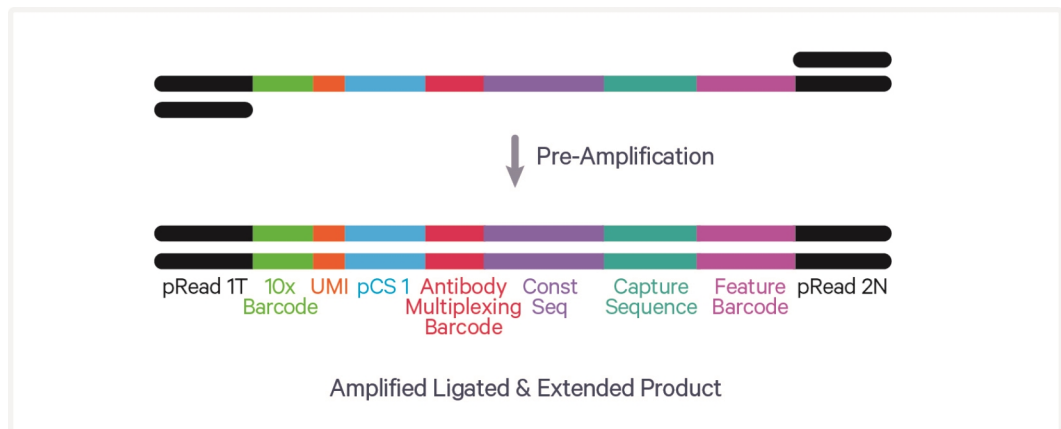 Pre-Amplification
pRead 1T 10x UMI pCS 1 Antibody Const Capture Feature pRead 2N
Barcode Multiplexing Seq Sequence Barcode
Barcode
Amplified Ligated & Extended Product